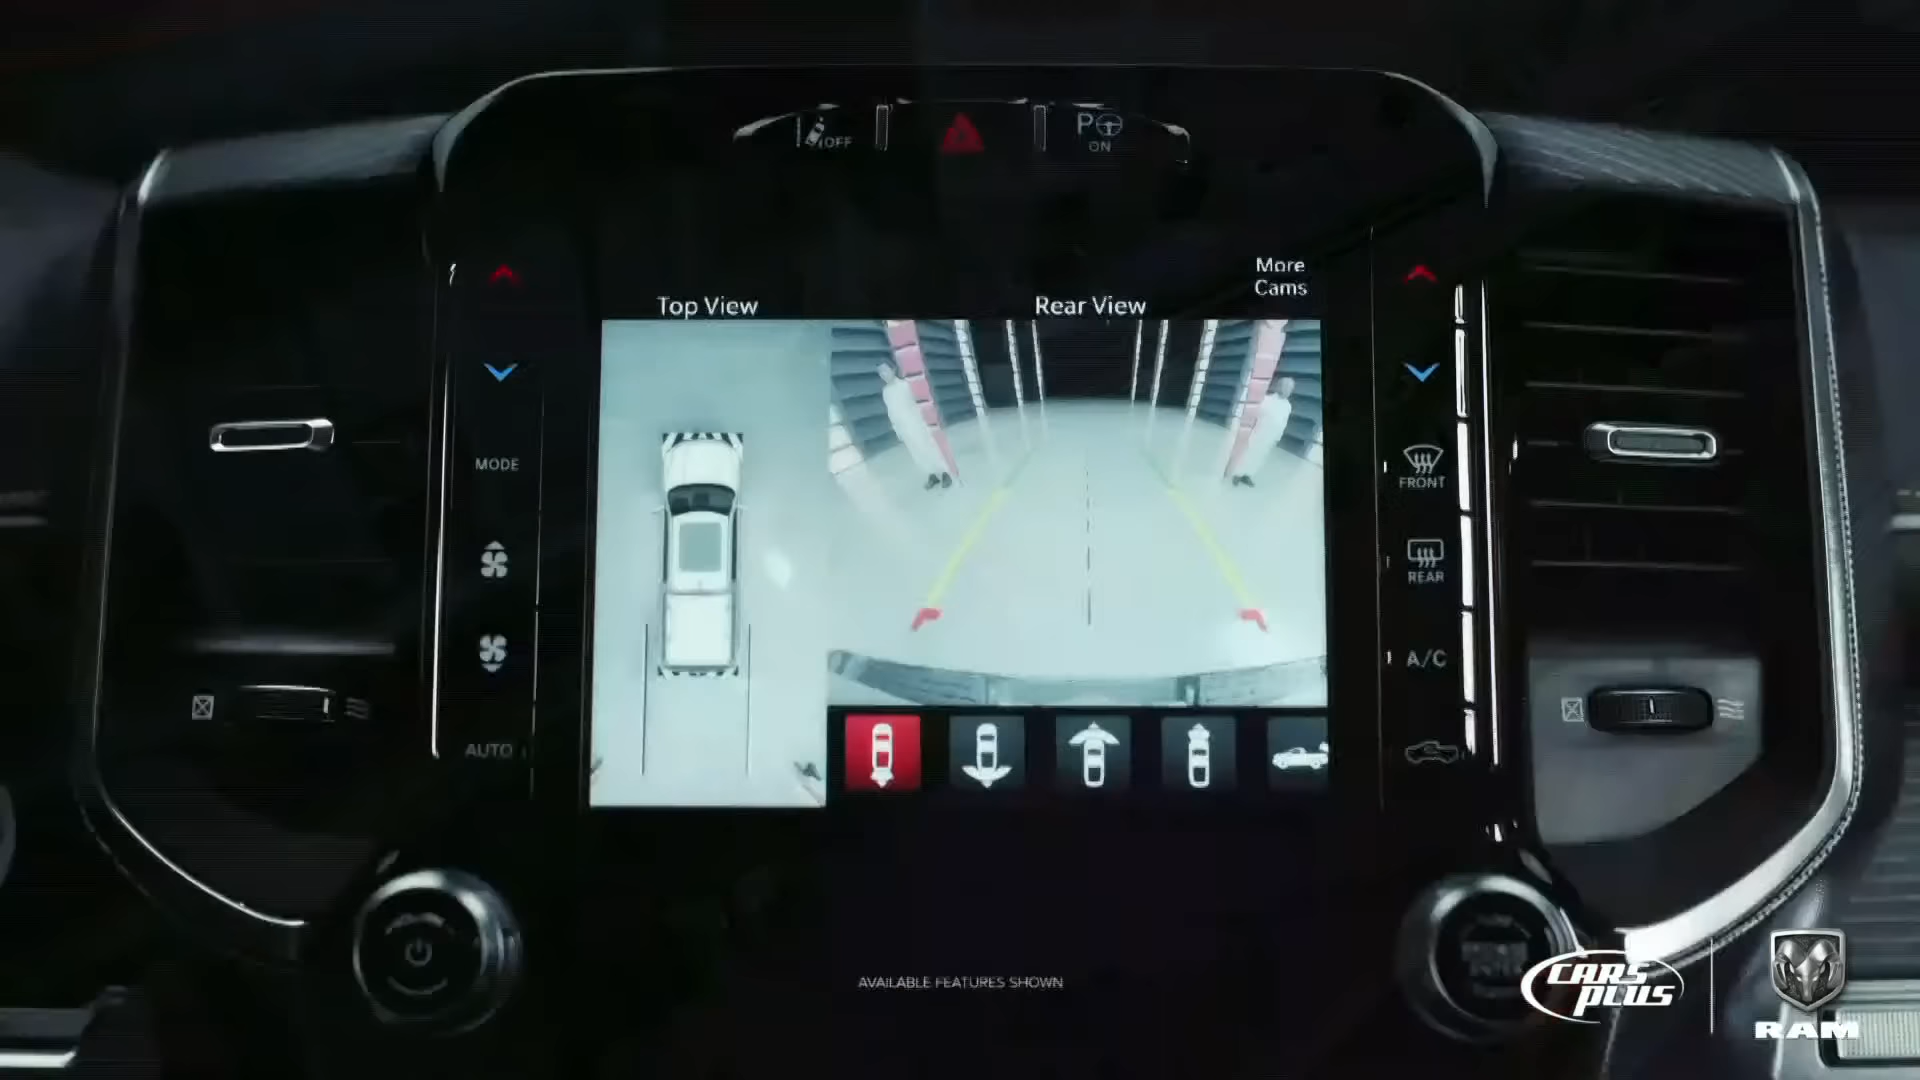 OFF
P
ON
More
Cams
Top View
Rear View
MODE
FRONT
REAR
A/C
AUTO
AVAILABLE FEATURES SHOWN
CARS
PLUS
RAM